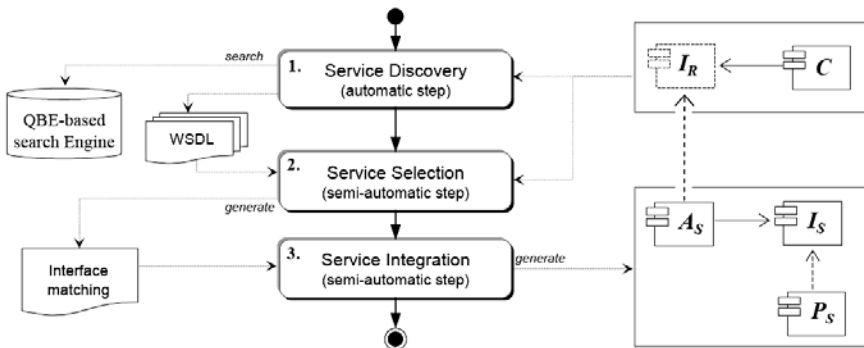 search
1.
Service Discovery
(automatic step)
QBE-based
search Engine
WSDL
2.
Service Selection
(semi-automatic step)
generate
Interface
matching
3.
Service Integration
(semi-automatic step)
generate
I_R
C
A_S
I_S
P_S